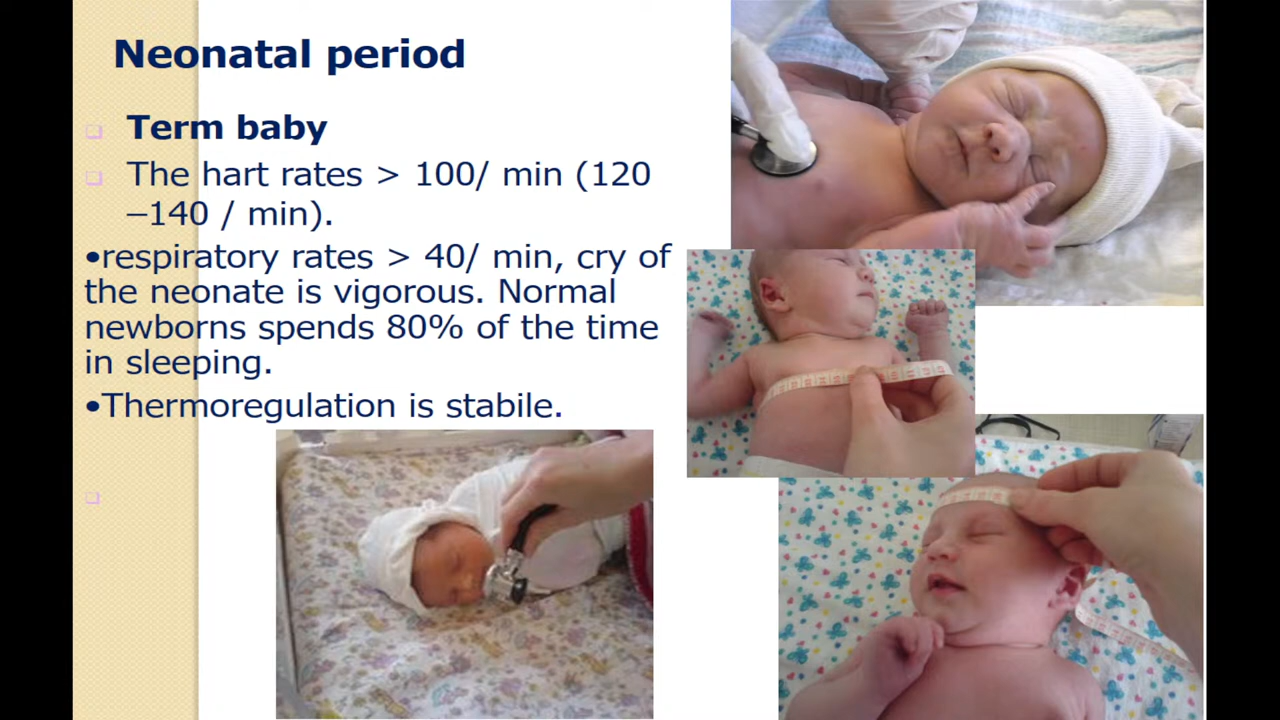 Neonatal period
Term baby
The hart rates > 100/ min (120
–140 / min).
•respiratory rates > 40/ min, cry of
the neonate is vigorous. Normal
newborns spends 80% of the time
in sleeping.
•Thermoregulation is stabile.